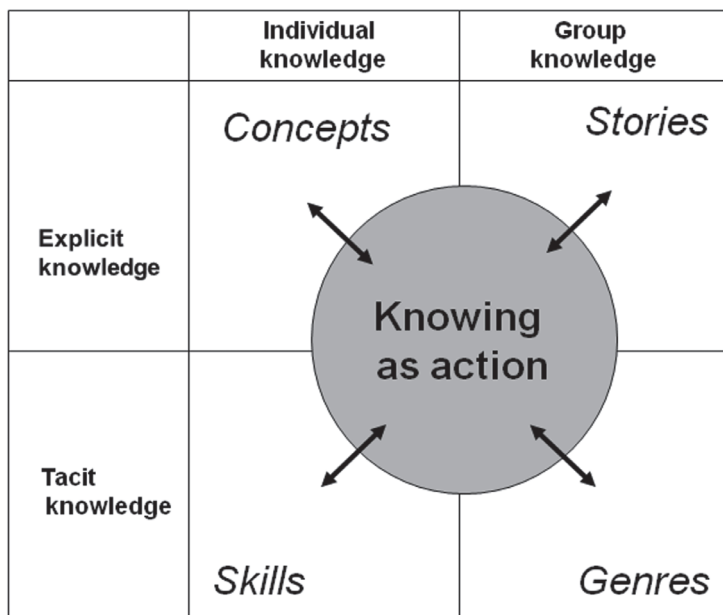 Individual
knowledge
Group
knowledge
Concepts
Stories
Explicit
knowledge
Knowing
as action
Tacit
knowledge
Skills
Genres